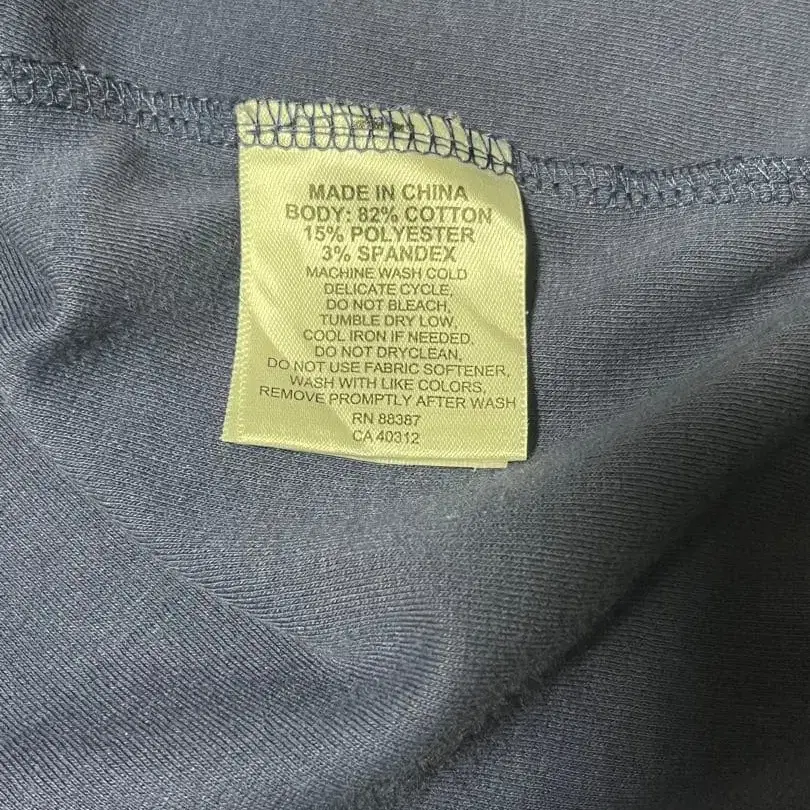 MADE IN CHINA
BODY: 82% COTTON
15% POLYESTER
3% SPANDEX
MACHINE WASH COLD
DELICATE CYCLE,
DO NOT BLEACH,
TUMBLE DRY LOW,
COOL IRON IF NEEDED,
DO NOT DRYCLEAN,
DO NOT USE FABRIC SOFTENER,
WASH WITH LIKE COLORS,
REMOVE PROMPTLY AFTER WASH
RN 88387
CA 40312